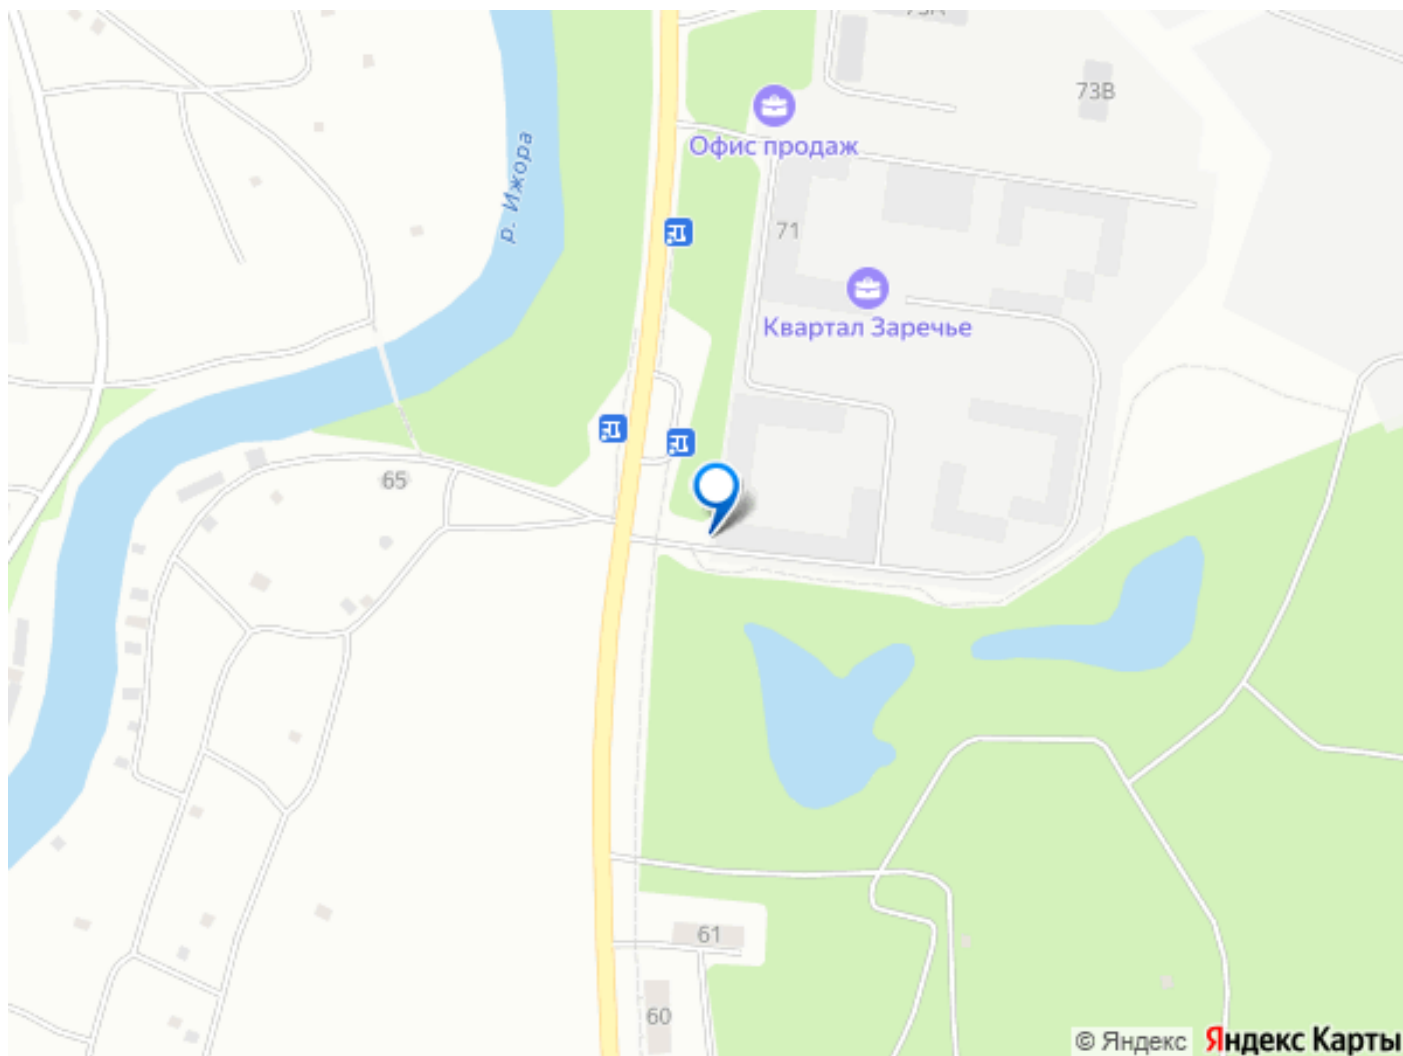 73В
Офис продаж
р. Ижора
71
Квартал Заречье
65
61
60
© Яндекс Яндекс Карты